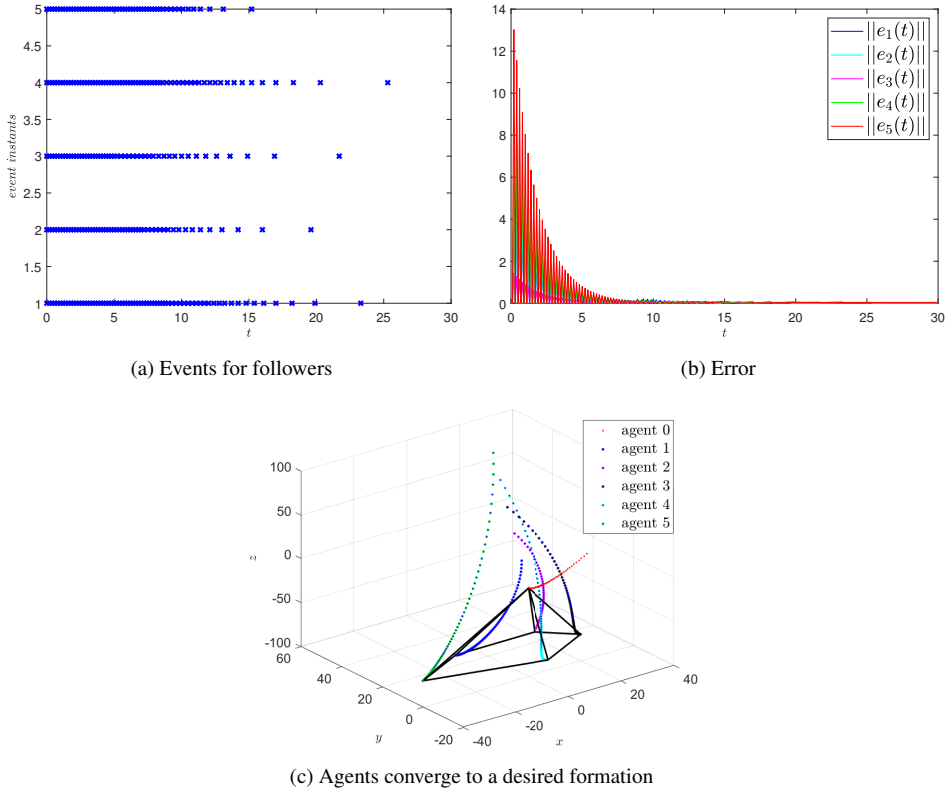 5
4.5
4
3.5
3
2.5
2
1.5
1
event instants
0 5 10 15 20 25 30
t
(a) Events for followers
14
12
10
8
6
4
2
0
||e₁(t)||
||e₂(t)||
||e₃(t)||
||e₄(t)||
||e₅(t)||
0 5 10 15 20 25 30
t
(b) Error
agent 0
agent 1
agent 2
agent 3
agent 4
agent 5
100
50
0
-50
-100
z
60
40
20
0
-20
y
-40
-20
0
20
40
x
(c) Agents converge to a desired formation